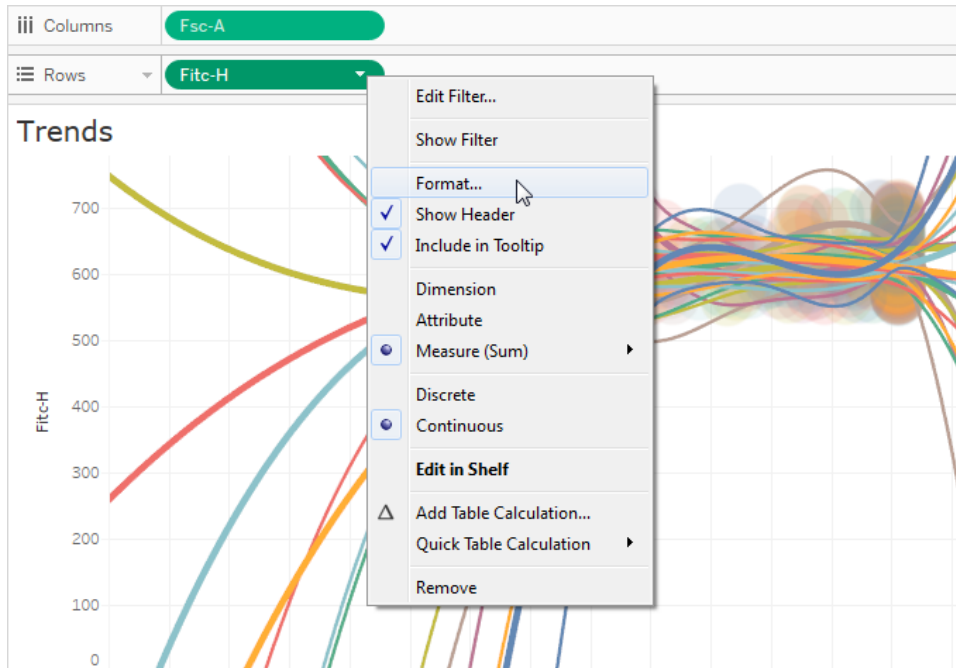 Columns
Fsc-A
Rows
Fitc-H
Trends
Edit Filter...
Show Filter
Format...
Show Header
Include in Tooltip
Dimension
Attribute
Measure (Sum)
Discrete
Continuous
Edit in Shelf
Add Table Calculation...
Quick Table Calculation
Remove
Fitc-H
700
600
500
400
300
200
100
0